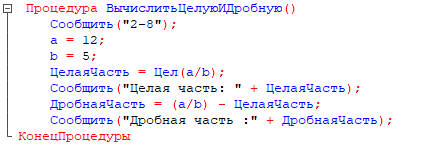 Процедура ВычислитьЦелуюИДробную()
Сообщить("2-8");
а = 12;
b = 5;
ЦелаяЧасть = Цел(а/b);
Сообщить("Целая часть: " + ЦелаяЧасть);
ДробнаяЧасть = (а/b) - ЦелаяЧасть;
Сообщить("Дробная часть :" + ДробнаяЧасть);
КонецПроцедуры